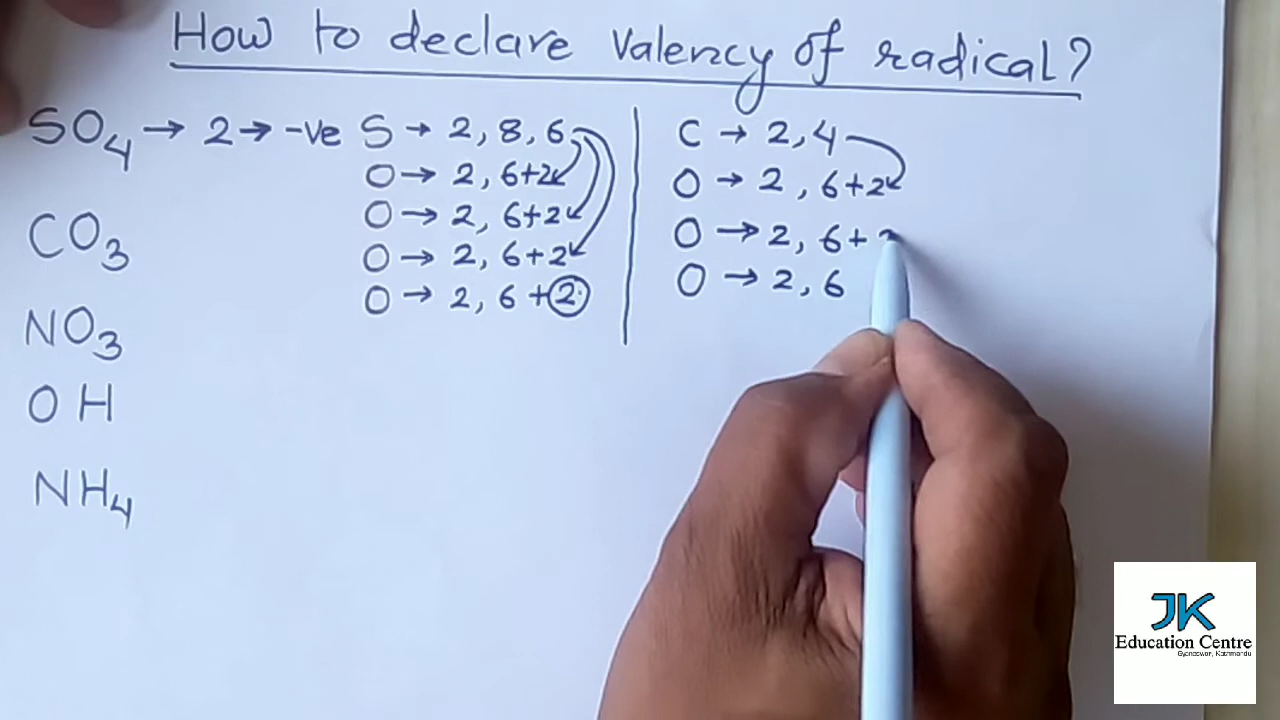 How to declare Valency of radical?
SO4 → 2 → -ve
CO3
NO3
OH
NH4
S → 2, 8, 6
O → 2, 6+2
O → 2, 6+2
O → 2, 6+2
O → 2, 6+2
C → 2, 4
O → 2, 6+2
O → 2, 6+
O → 2, 6
JK
Education Centre
Gyaneswor, Kathmandu